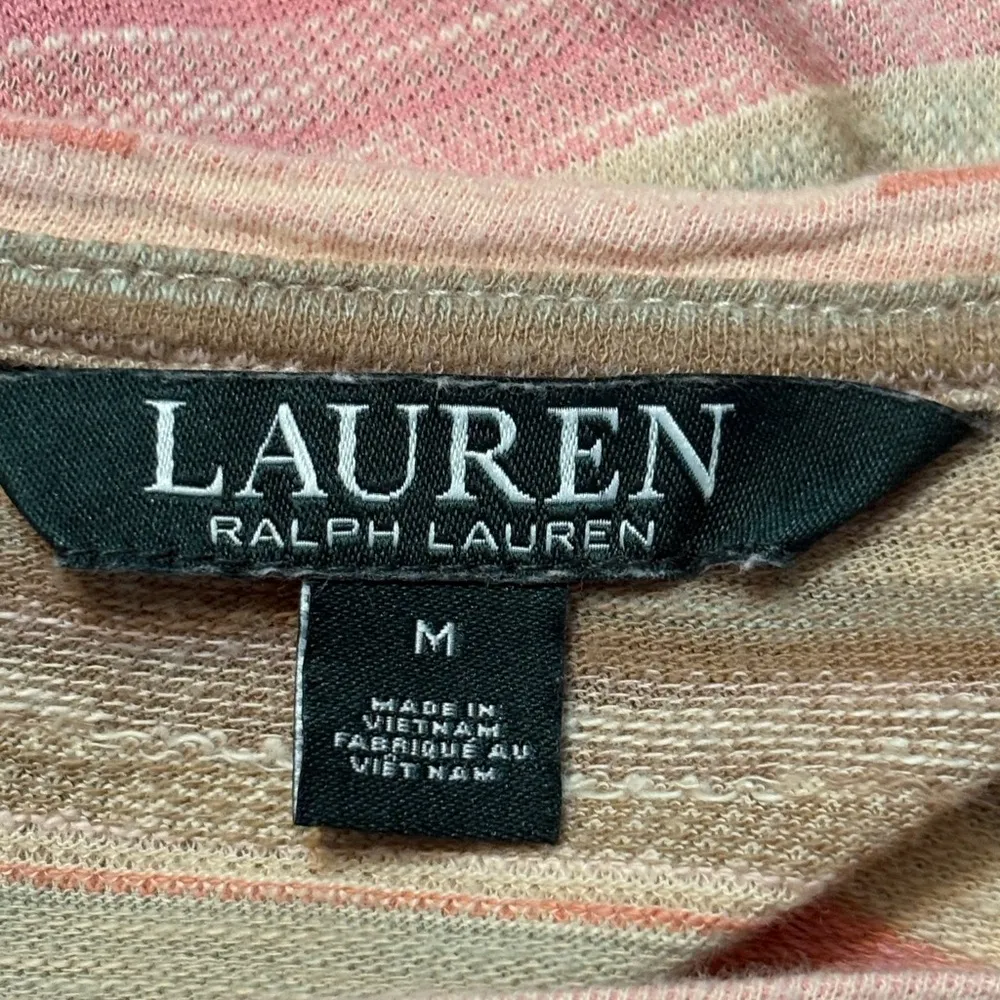 LAUREN
RALPH LAUREN
M
MADE IN
VIETNAM
FABRIQUÉ AU
VIÊT NAM